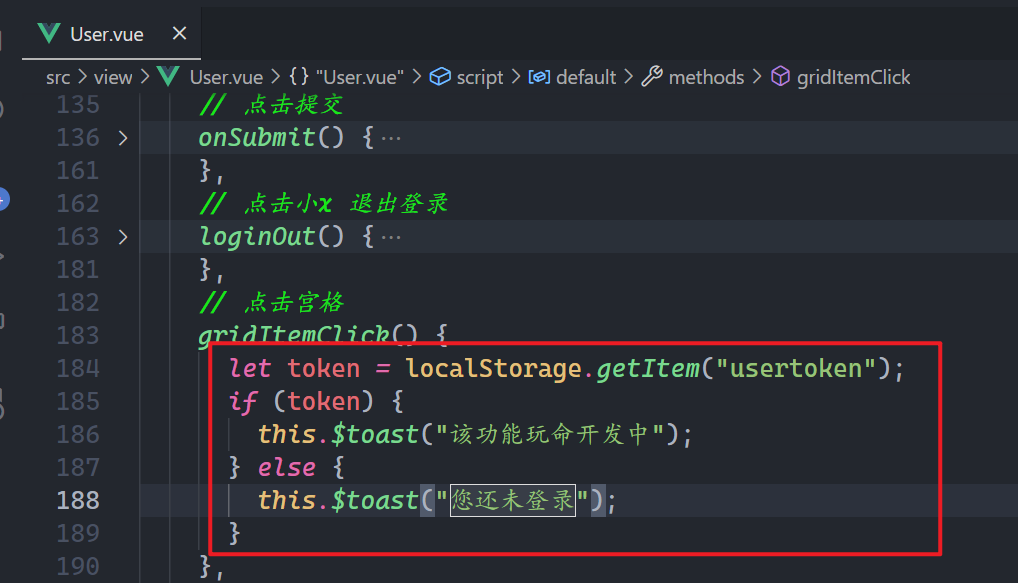 User.vue ×
src > view > User.vue > {} "User.vue" > script > default > methods > gridItemClick
135 // 点击提交
136 > onSubmit() { ···
161 },
162 // 点击小x 退出登录
163 > loginOut() { ···
181 },
182 // 点击宫格
183 gridItemClick() {
184 let token = localStorage.getItem("usertoken");
185 if (token) {
186 this.$toast("该功能玩命开发中");
187 } else {
188 this.$toast("您还未登录");
189 }
190 },